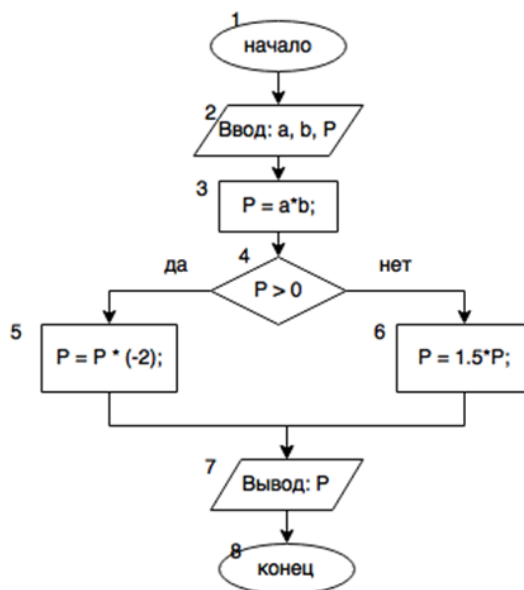 1
начало
2
Ввод: a, b, P
3
P = a*b;
4
да
нет
P > 0
5
P = P * (-2);
6
P = 1.5*P;
7
Вывод: P
8
конец